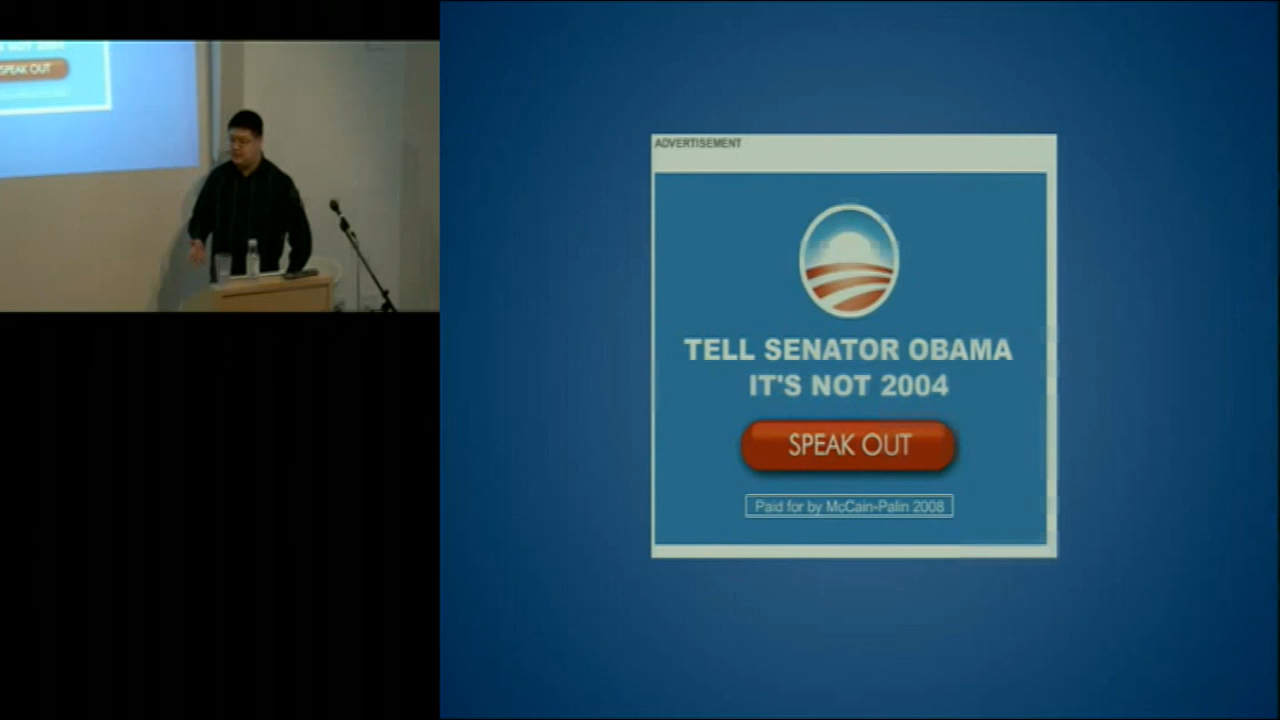 SPEAK OUT
ADVERTISEMENT
TELL SENATOR OBAMA
IT'S NOT 2004
SPEAK OUT
Paid for by McCain-Palin 2008